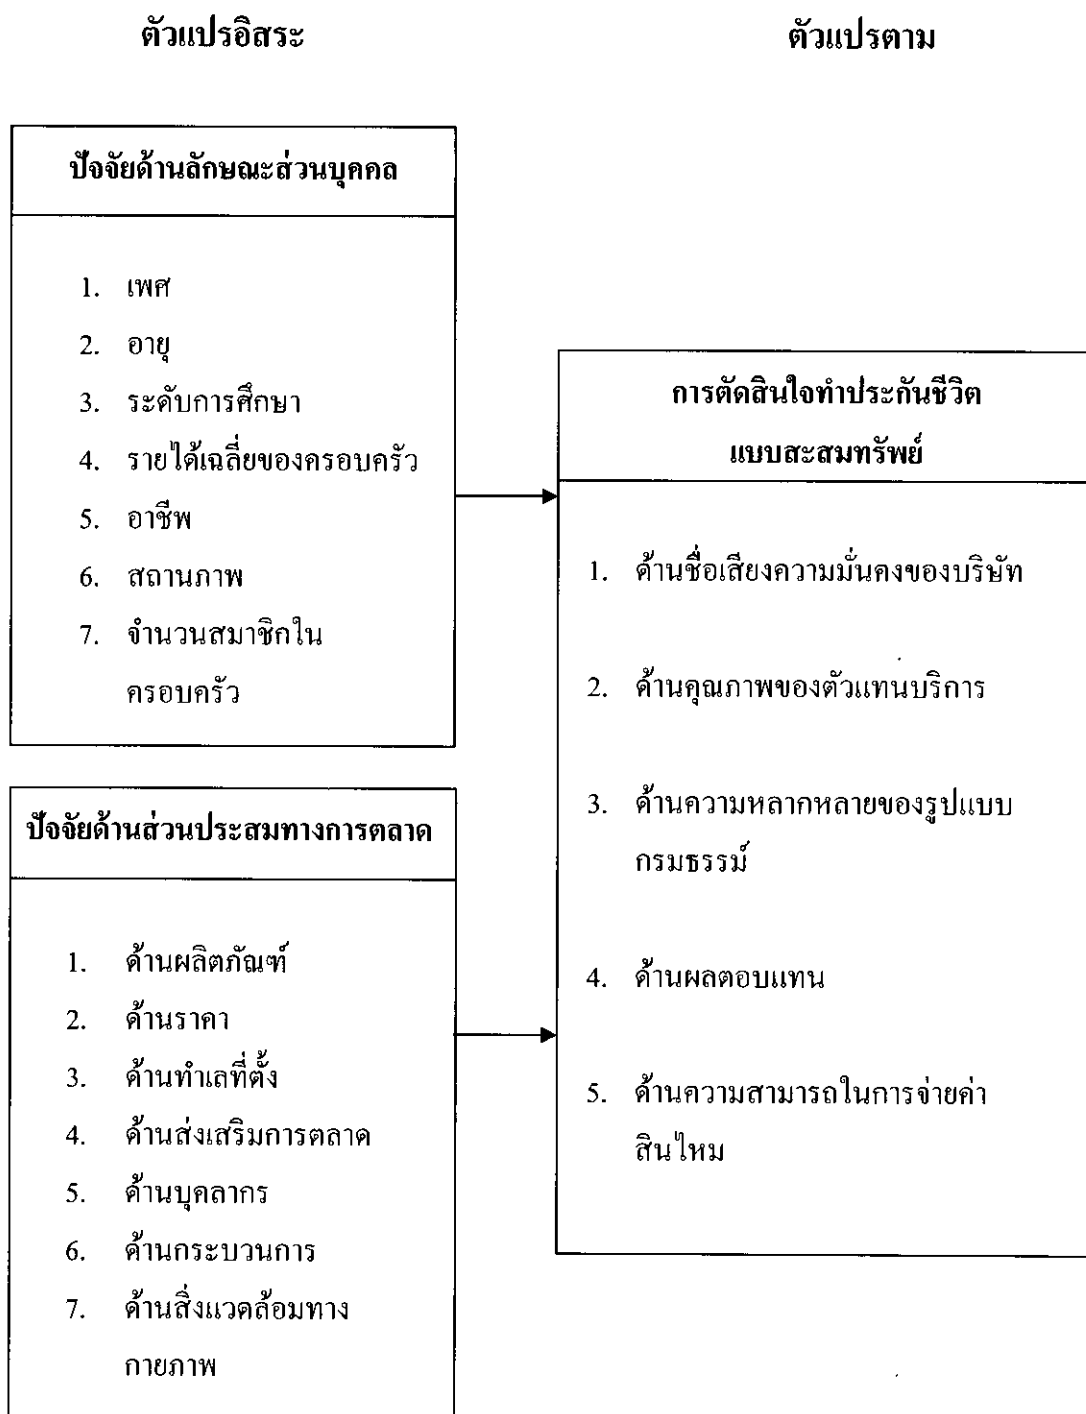 ตัวแปรอิสระ
ตัวแปรตาม
ปัจจัยด้านลักษณะส่วนบุคคล
1. เพศ
2. อายุ
3. ระดับการศึกษา
4. รายได้เฉลี่ยของครอบครัว
5. อาชีพ
6. สถานภาพ
7. จำนวนสมาชิกใน
ครอบครัว
ปัจจัยด้านส่วนประสมทางการตลาด
1. ด้านผลิตภัณฑ์
2. ด้านราคา
3. ด้านทำเลที่ตั้ง
4. ด้านส่งเสริมการตลาด
5. ด้านบุคลากร
6. ด้านกระบวนการ
7. ด้านสิ่งแวดล้อมทาง
กายภาพ
การตัดสินใจทำประกันชีวิต
แบบสะสมทรัพย์
1. ด้านชื่อเสียงความมั่นคงของบริษัท
2. ด้านคุณภาพของตัวแทนบริการ
3. ด้านความหลากหลายของรูปแบบ
กรมธรรม์
4. ด้านผลตอบแทน
5. ด้านความสามารถในการจ่ายค่า
สินไหม